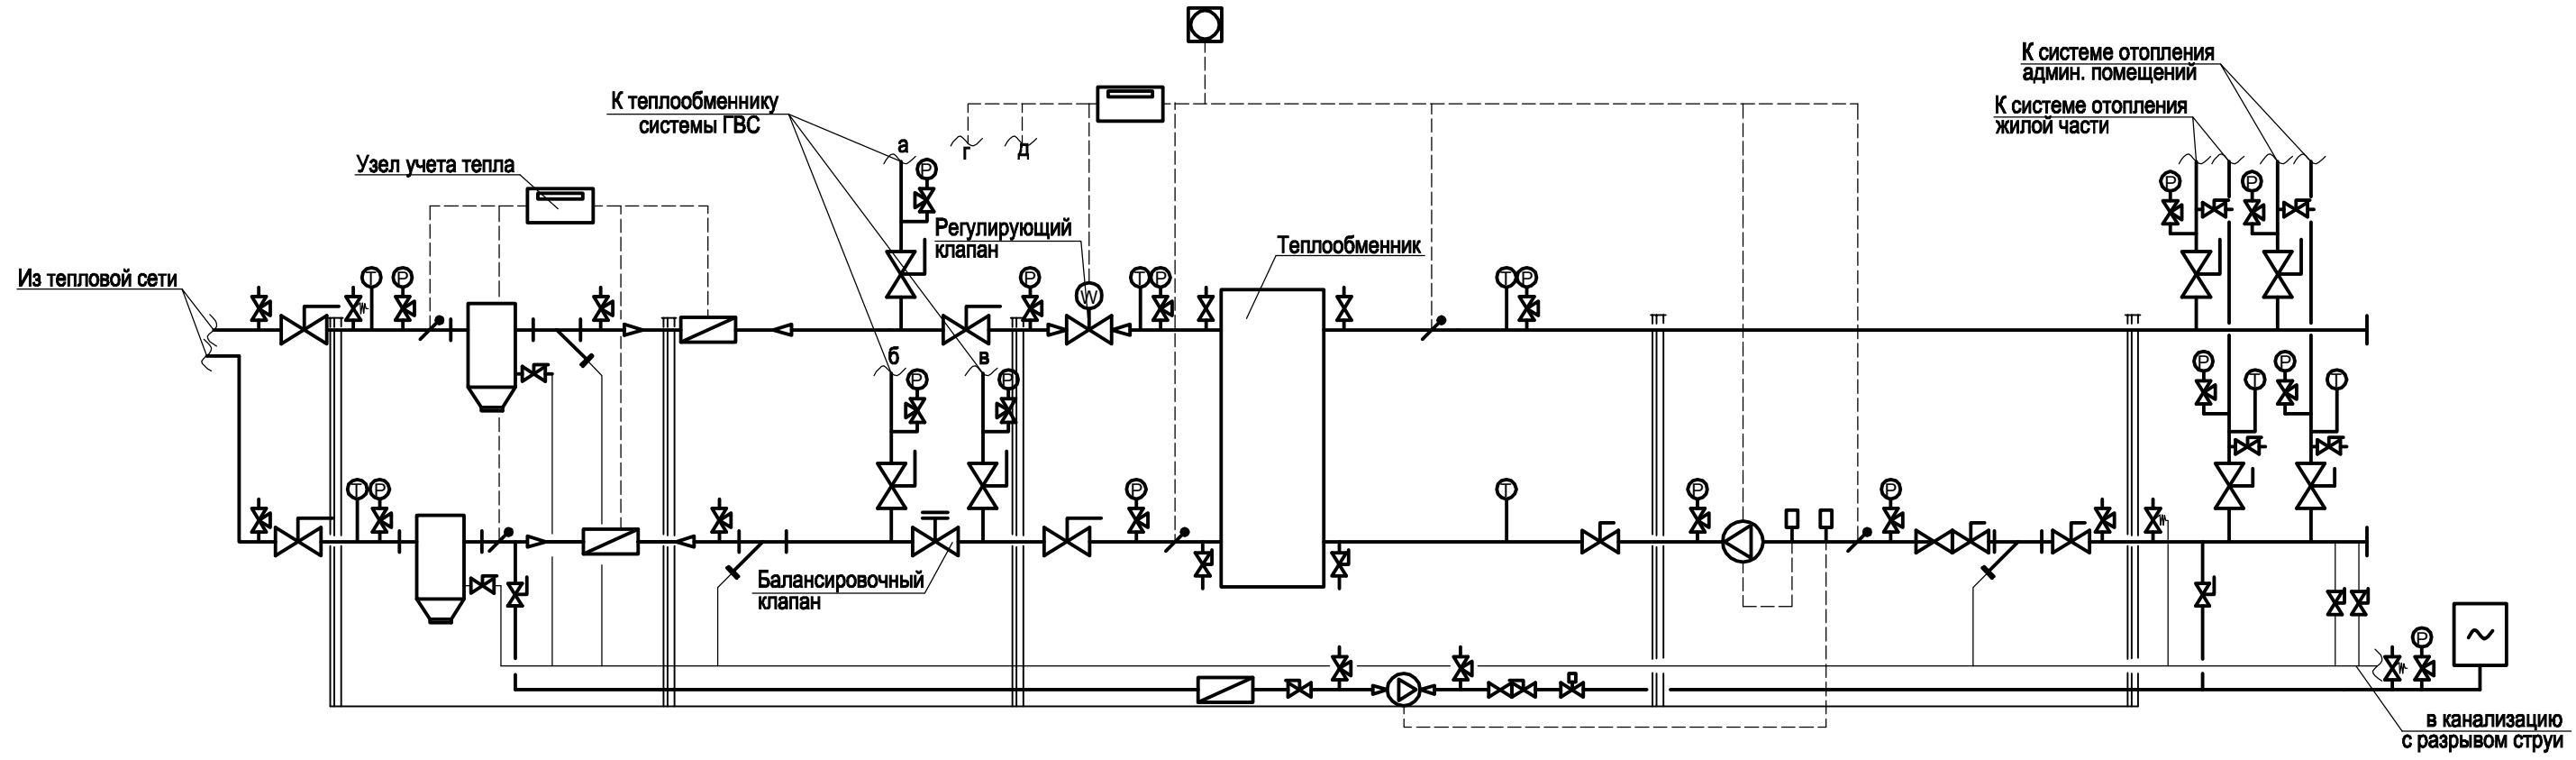 К системе отопления
админ. помещений
К теплообменнику
системы ГВС
К системе отопления
жилой части
а
г
д
Узел учета тепла
P
P
P
Регулирующий
клапан
Теплообменник
Из тепловой сети
T
P
P
W
T
P
T
P
б
в
P
P
P
T
P
T
T
P
P
T
P
P
Балансировочный
клапан
P
в канализацию
с разрывом струи